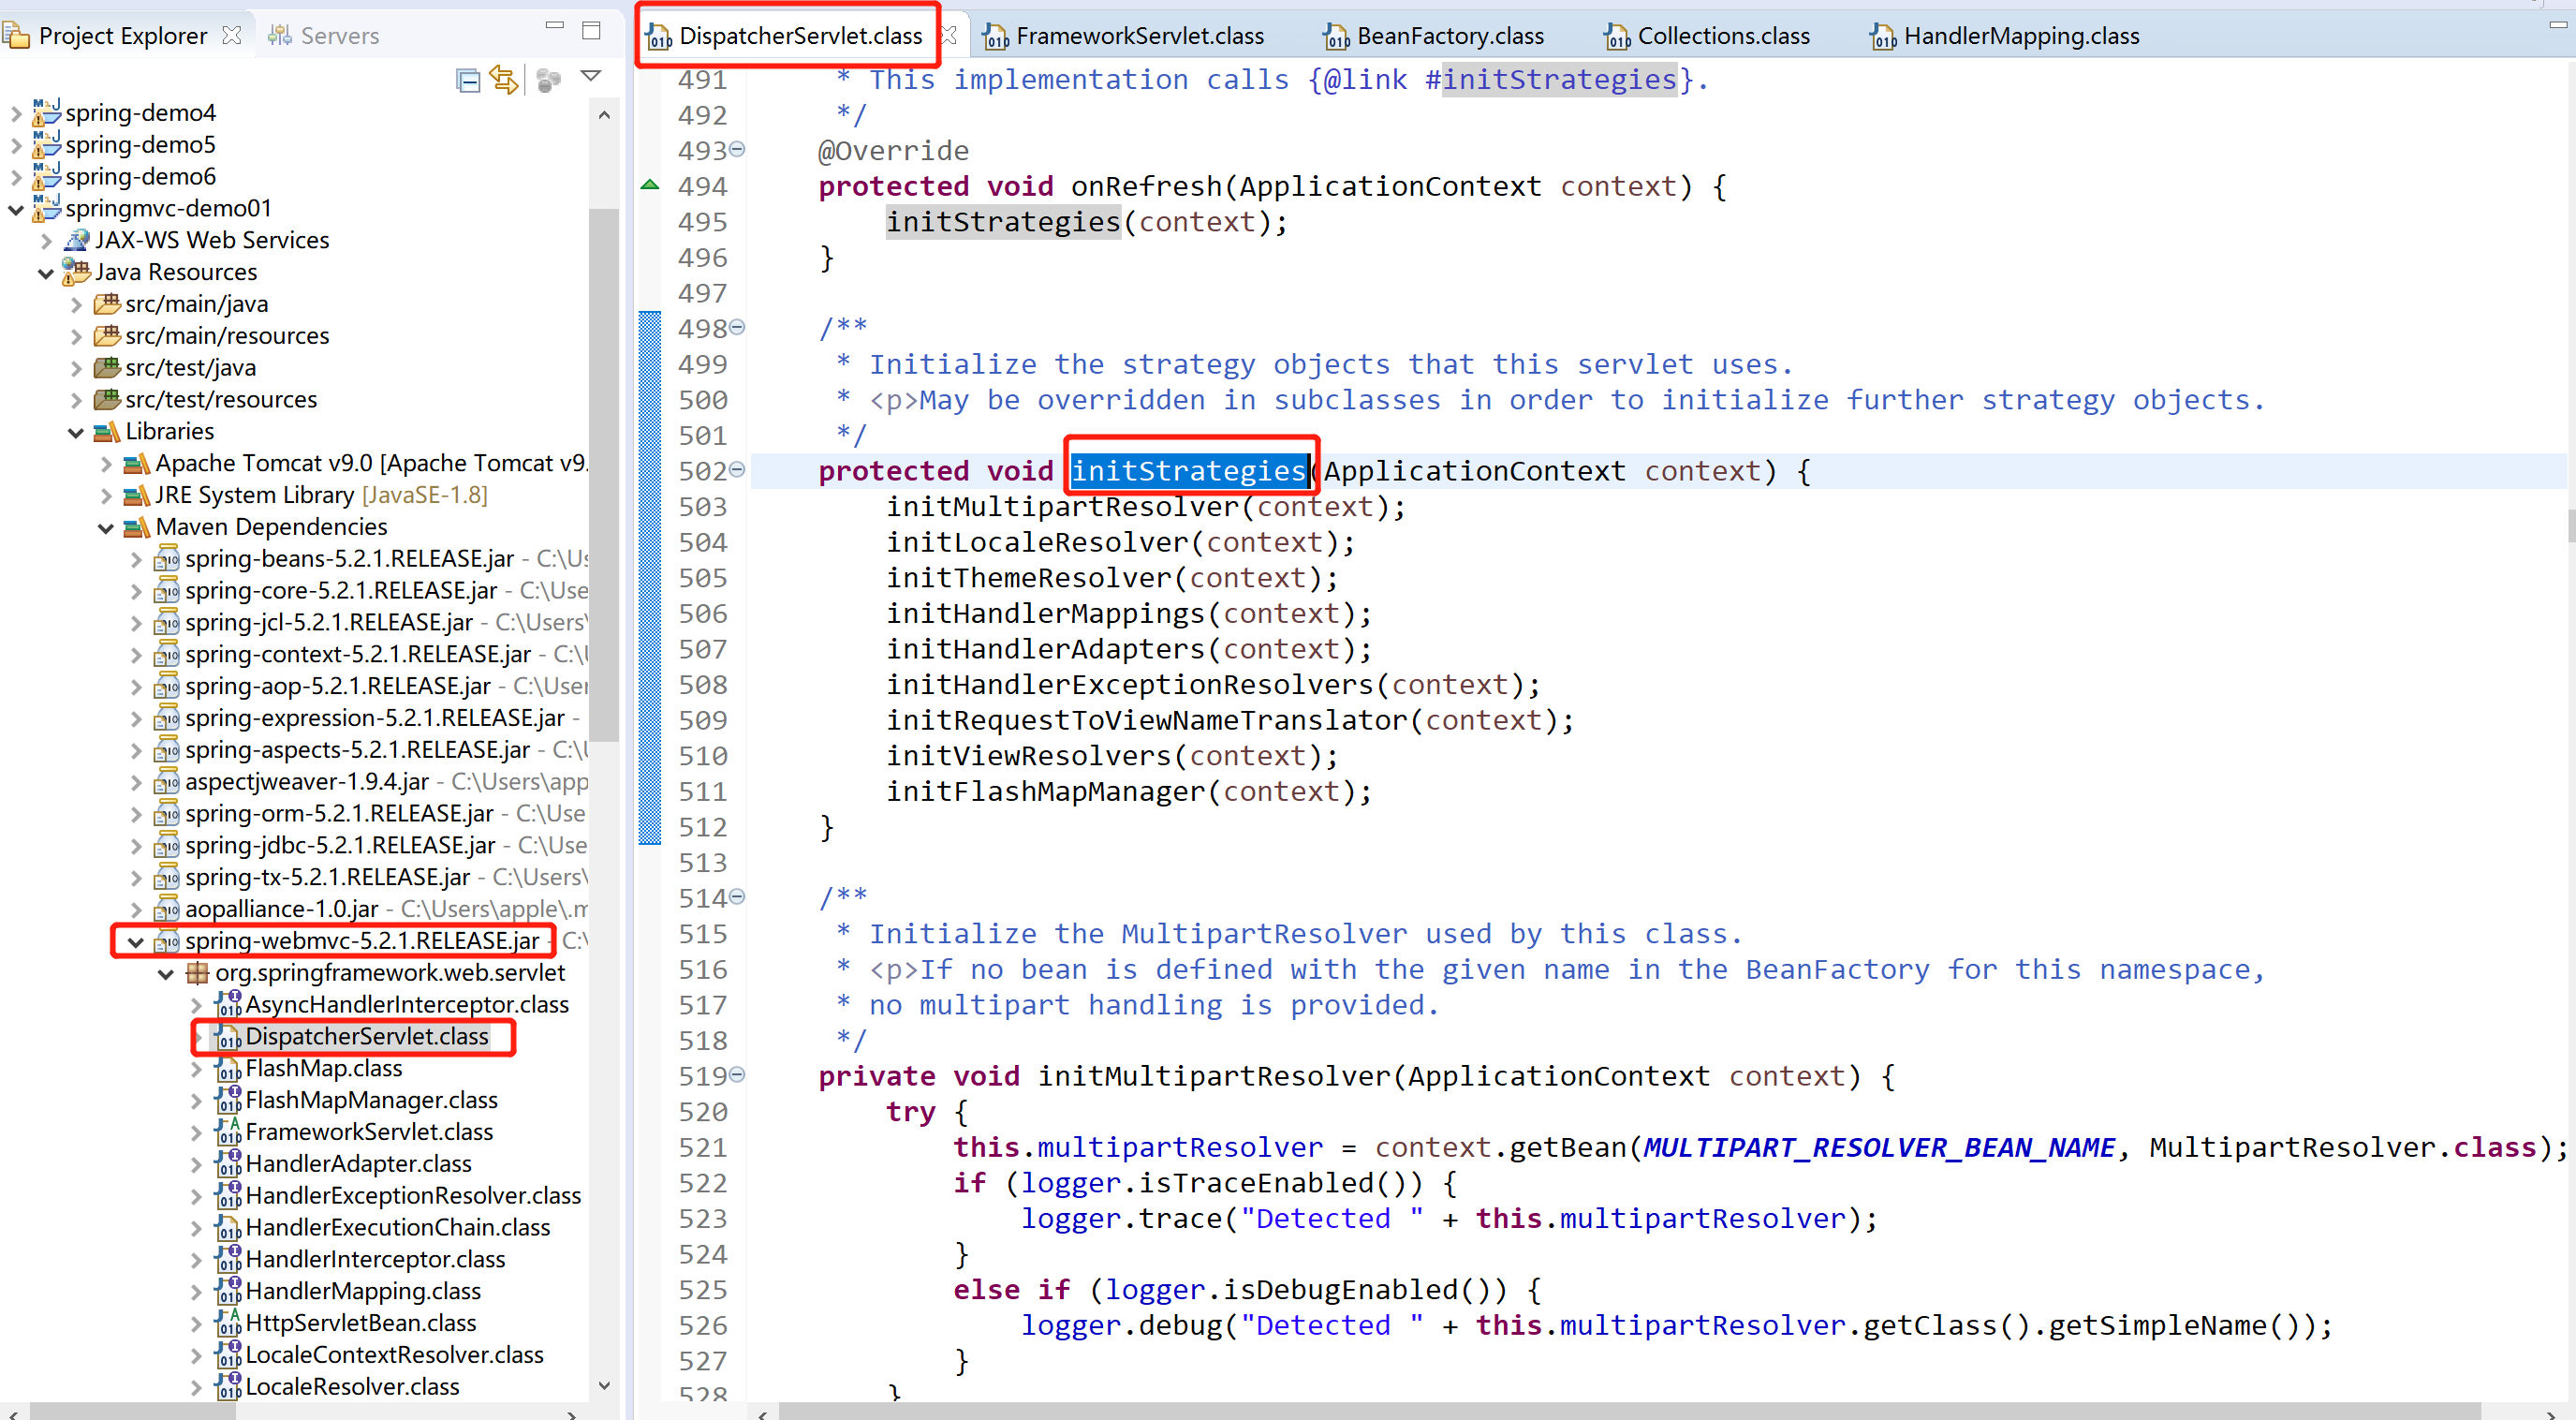 Project Explorer
Servers
spring-demo4
spring-demo5
spring-demo6
springmvc-demo01
JAX-WS Web Services
Java Resources
src/main/java
src/main/resources
src/test/java
src/test/resources
Libraries
Apache Tomcat v9.0 [Apache Tomcat v9.
JRE System Library [JavaSE-1.8]
Maven Dependencies
spring-beans-5.2.1.RELEASE.jar - C:\Us
spring-core-5.2.1.RELEASE.jar - C:\Use
spring-jcl-5.2.1.RELEASE.jar - C:\Users\
spring-context-5.2.1.RELEASE.jar - C:\U
spring-aop-5.2.1.RELEASE.jar - C:\User
spring-expression-5.2.1.RELEASE.jar -
spring-aspects-5.2.1.RELEASE.jar - C:\U
aspectjweaver-1.9.4.jar - C:\Users\app
spring-orm-5.2.1.RELEASE.jar - C:\Use
spring-jdbc-5.2.1.RELEASE.jar - C:\Use
spring-tx-5.2.1.RELEASE.jar - C:\Users\
aopalliance-1.0.jar - C:\Users\apple\.m
spring-webmvc-5.2.1.RELEASE.jar - C:\
org.springframework.web.servlet
AsyncHandlerInterceptor.class
DispatcherServlet.class
FlashMap.class
FlashMapManager.class
FrameworkServlet.class
HandlerAdapter.class
HandlerExceptionResolver.class
HandlerExecutionChain.class
HandlerInterceptor.class
HandlerMapping.class
HttpServletBean.class
LocaleContextResolver.class
LocaleResolver.class
DispatcherServlet.class
FrameworkServlet.class
BeanFactory.class
Collections.class
HandlerMapping.class
491 * This implementation calls {@link #initStrategies}.
492 */
493 @Override
494 protected void onRefresh(ApplicationContext context) {
495 initStrategies(context);
496 }
497
498 /**
499 * Initialize the strategy objects that this servlet uses.
500 * <p>May be overridden in subclasses in order to initialize further strategy objects.
501 */
502 protected void initStrategies(ApplicationContext context) {
503 initMultipartResolver(context);
504 initLocaleResolver(context);
505 initThemeResolver(context);
506 initHandlerMappings(context);
507 initHandlerAdapters(context);
508 initHandlerExceptionResolvers(context);
509 initRequestToViewNameTranslator(context);
510 initViewResolvers(context);
511 initFlashMapManager(context);
512 }
513
514 /**
515 * Initialize the MultipartResolver used by this class.
516 * <p>If no bean is defined with the given name in the BeanFactory for this namespace,
517 * no multipart handling is provided.
518 */
519 private void initMultipartResolver(ApplicationContext context) {
520 try {
521 this.multipartResolver = context.getBean(MULTIPART_RESOLVER_BEAN_NAME, MultipartResolver.class);
522 if (logger.isTraceEnabled()) {
523 logger.trace("Detected " + this.multipartResolver);
524 }
525 else if (logger.isDebugEnabled()) {
526 logger.debug("Detected " + this.multipartResolver.getClass().getSimpleName());
527 }
528 }